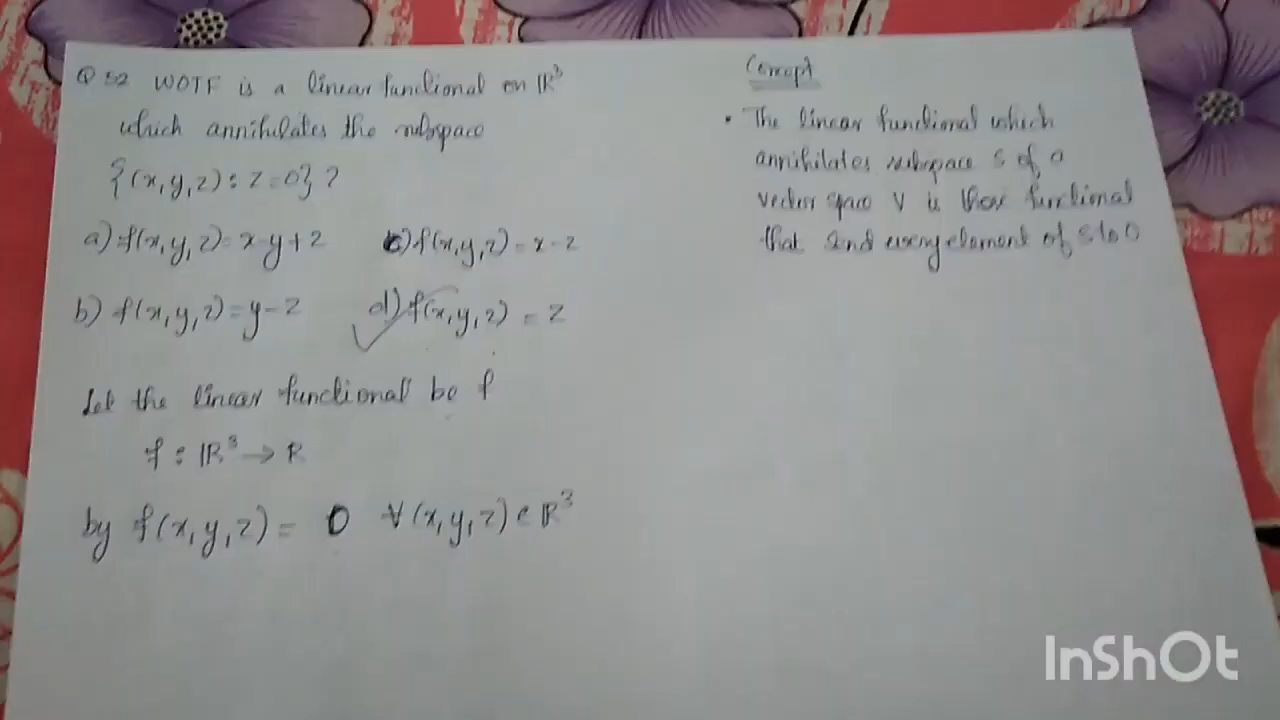 Q 52 WOTF is a linear functional on ℝ³
which annihulates the subspace
{(x,y,z) : z=0} ?
a) f(x,y,z) = x-y+z
c) f(x,y,z) = x-z
b) f(x,y,z) = y-z
d) f(x,y,z) = z
Let the linear functional be f
f : ℝ³ → R
by f(x,y,z) = 0 ∀ (x,y,z) ∈ ℝ³
Concept
• The linear functional which
annihilates subspace S of a
vector space V is those functional
that send every element of S to 0
InShOt